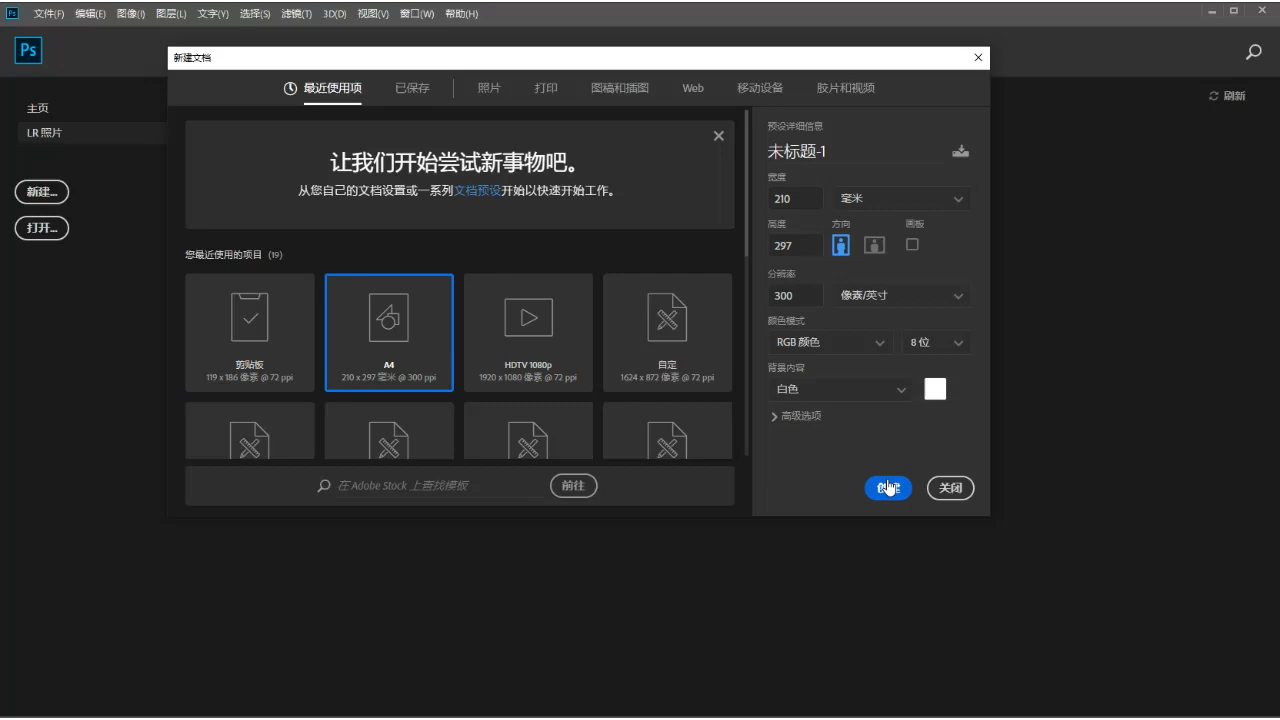 Ps 文件(F) 编辑(E) 图像(I) 图层(L) 文字(Y) 选择(S) 滤镜(T) 3D(D) 视图(V) 窗口(W) 帮助(H)
Ps
新建文档
最近使用项 已保存 照片 打印 图稿和插图 Web 移动设备 胶片和视频
刷新
主页
LR 照片
新建...
打开...
让我们开始尝试新事物吧。
从您自己的文档设置或一系列文档预设开始以快速开始工作。
您最近使用的项目 (19)
剪贴板
119 x 186 像素 @ 72 ppi
A4
210 x 297 毫米 @ 300 ppi
HDTV 1080p
1920 x 1080 像素 @ 72 ppi
自定
1624 x 872 像素 @ 72 ppi
在 Adobe Stock 上查找模板
前往
预设详细信息
未标题-1
宽度
210 毫米
高度 方向 画板
297
分辨率
300 像素/英寸
颜色模式
RGB 颜色 8 位
背景内容
白色
高级选项
创建 关闭